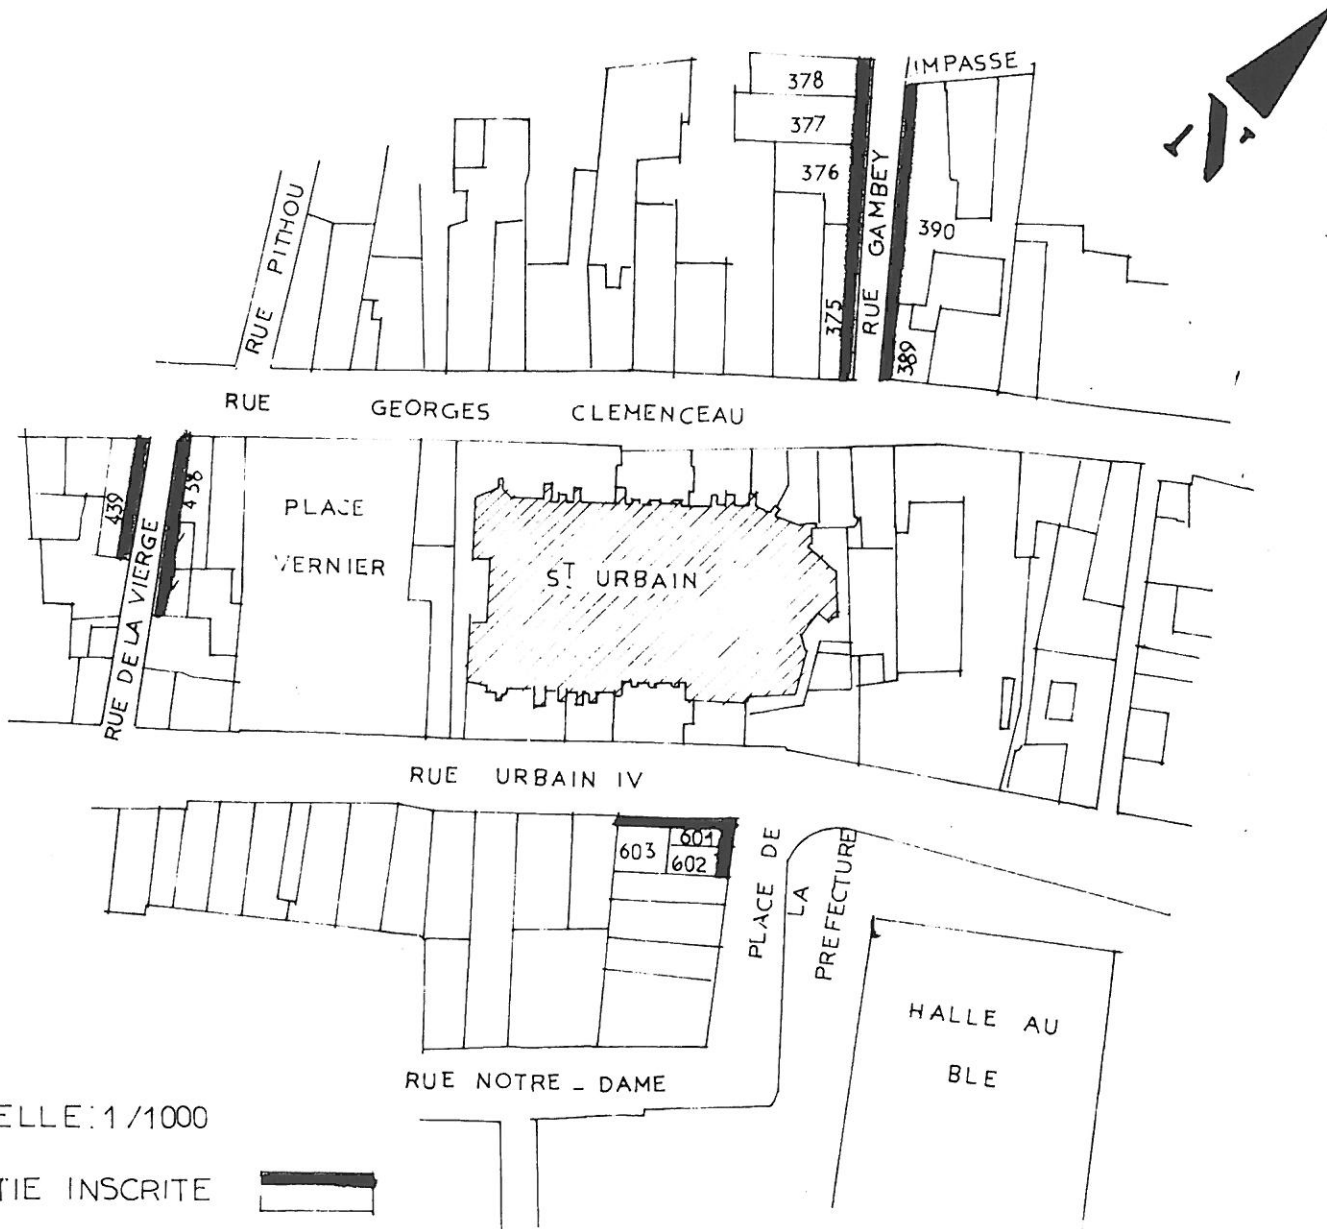 378
IMPASSE
377
376
RUE GAMBEY
390
375
389
RUE PITHOU
RUE GEORGES CLEMENCEAU
439
438
PLACE
VERNIER
ST URBAIN
RUE DE LA VIERGE
RUE URBAIN IV
603
601
602
PLACE DE
LA
PREFECTURE
HALLE AU
BLE
RUE NOTRE_DAME
ELLE:1/1000
TIE INSCRITE